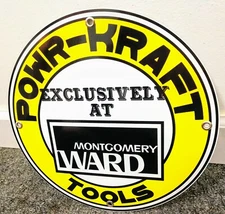 POWR-KRAFT
EXCLUSIVELY
AT
MONTGOMERY
WARD
TOOLS